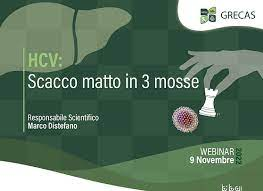 GRECAS
HCV:
Scacco matto in 3 mosse
Responsabile Scientifico
Marco Distefano
WEBINAR
9 Novembre
2022